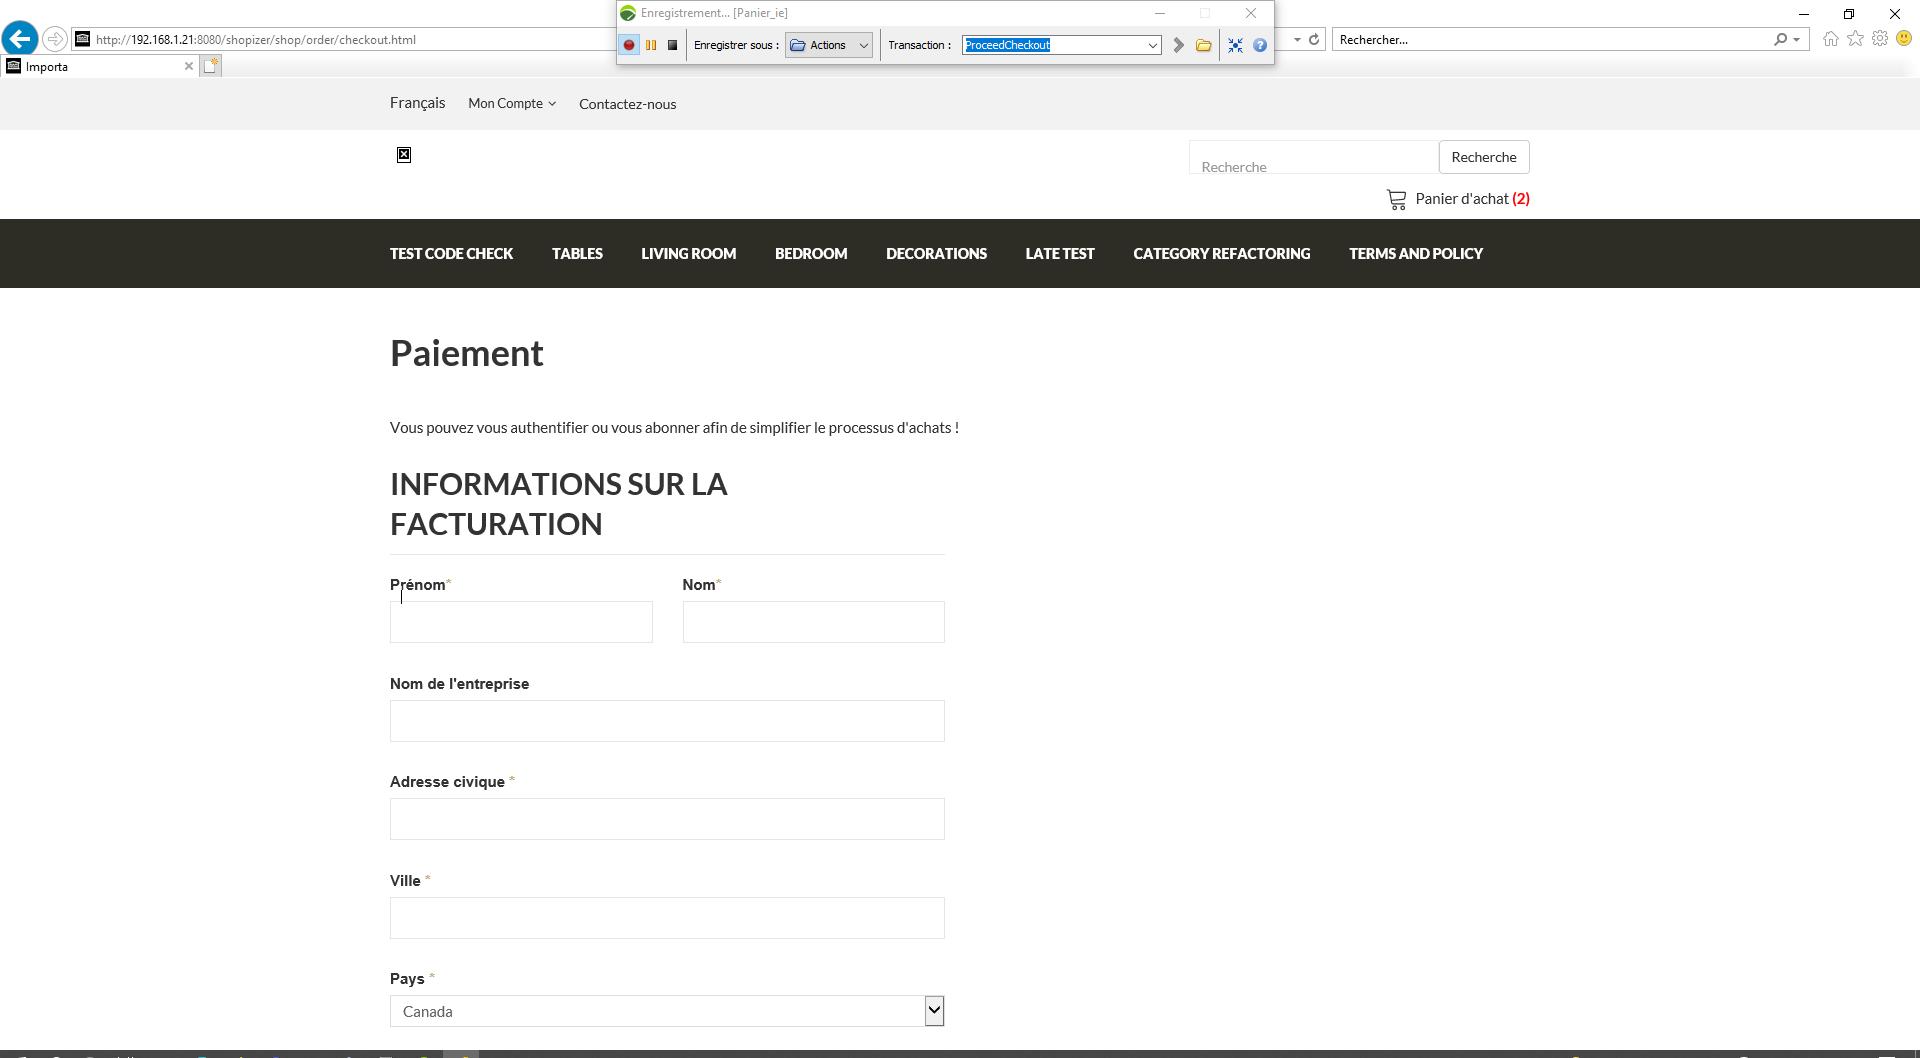 Enregistrement... [Panier_ie]
Enregistrer sous : Actions Transaction : ProceedCheckout
http://192.168.1.21:8080/shopizer/shop/order/checkout.html
Rechercher...
Importa
Français Mon Compte Contactez-nous
Recherche Recherche
Panier d'achat (2)
TEST CODE CHECK TABLES LIVING ROOM BEDROOM DECORATIONS LATE TEST CATEGORY REFACTORING TERMS AND POLICY
Paiement
Vous pouvez vous authentifier ou vous abonner afin de simplifier le processus d'achats !
INFORMATIONS SUR LA
FACTURATION
Prénom* Nom*
Nom de l'entreprise
Adresse civique *
Ville *
Pays *
Canada